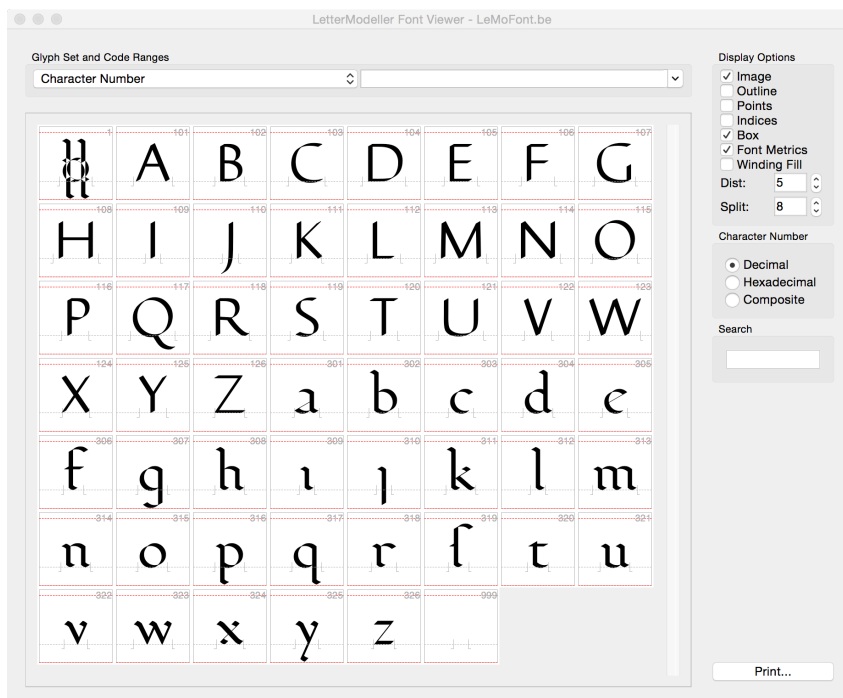 LetterModeller Font Viewer - LeMoFont.be
Glyph Set and Code Ranges
Character Number
1 101 102 103 104 105 106 107
A B C D E F G
108 109 110 111 112 113 114 115
H I J K L M N O
116 117 118 119 120 121 122 123
P Q R S T U V W
124 125 126 301 302 303 304 305
X Y Z a b c d e
306 307 308 309 310 311 312 313
f g h ı ȷ k l m
314 315 316 317 318 319 320 321
n o p q r ſ t u
322 323 324 325 326 999
v w x y z
Display Options
Image
Outline
Points
Indices
Box
Font Metrics
Winding Fill
Dist: 5
Split: 8
Character Number
Decimal
Hexadecimal
Composite
Search
Print...